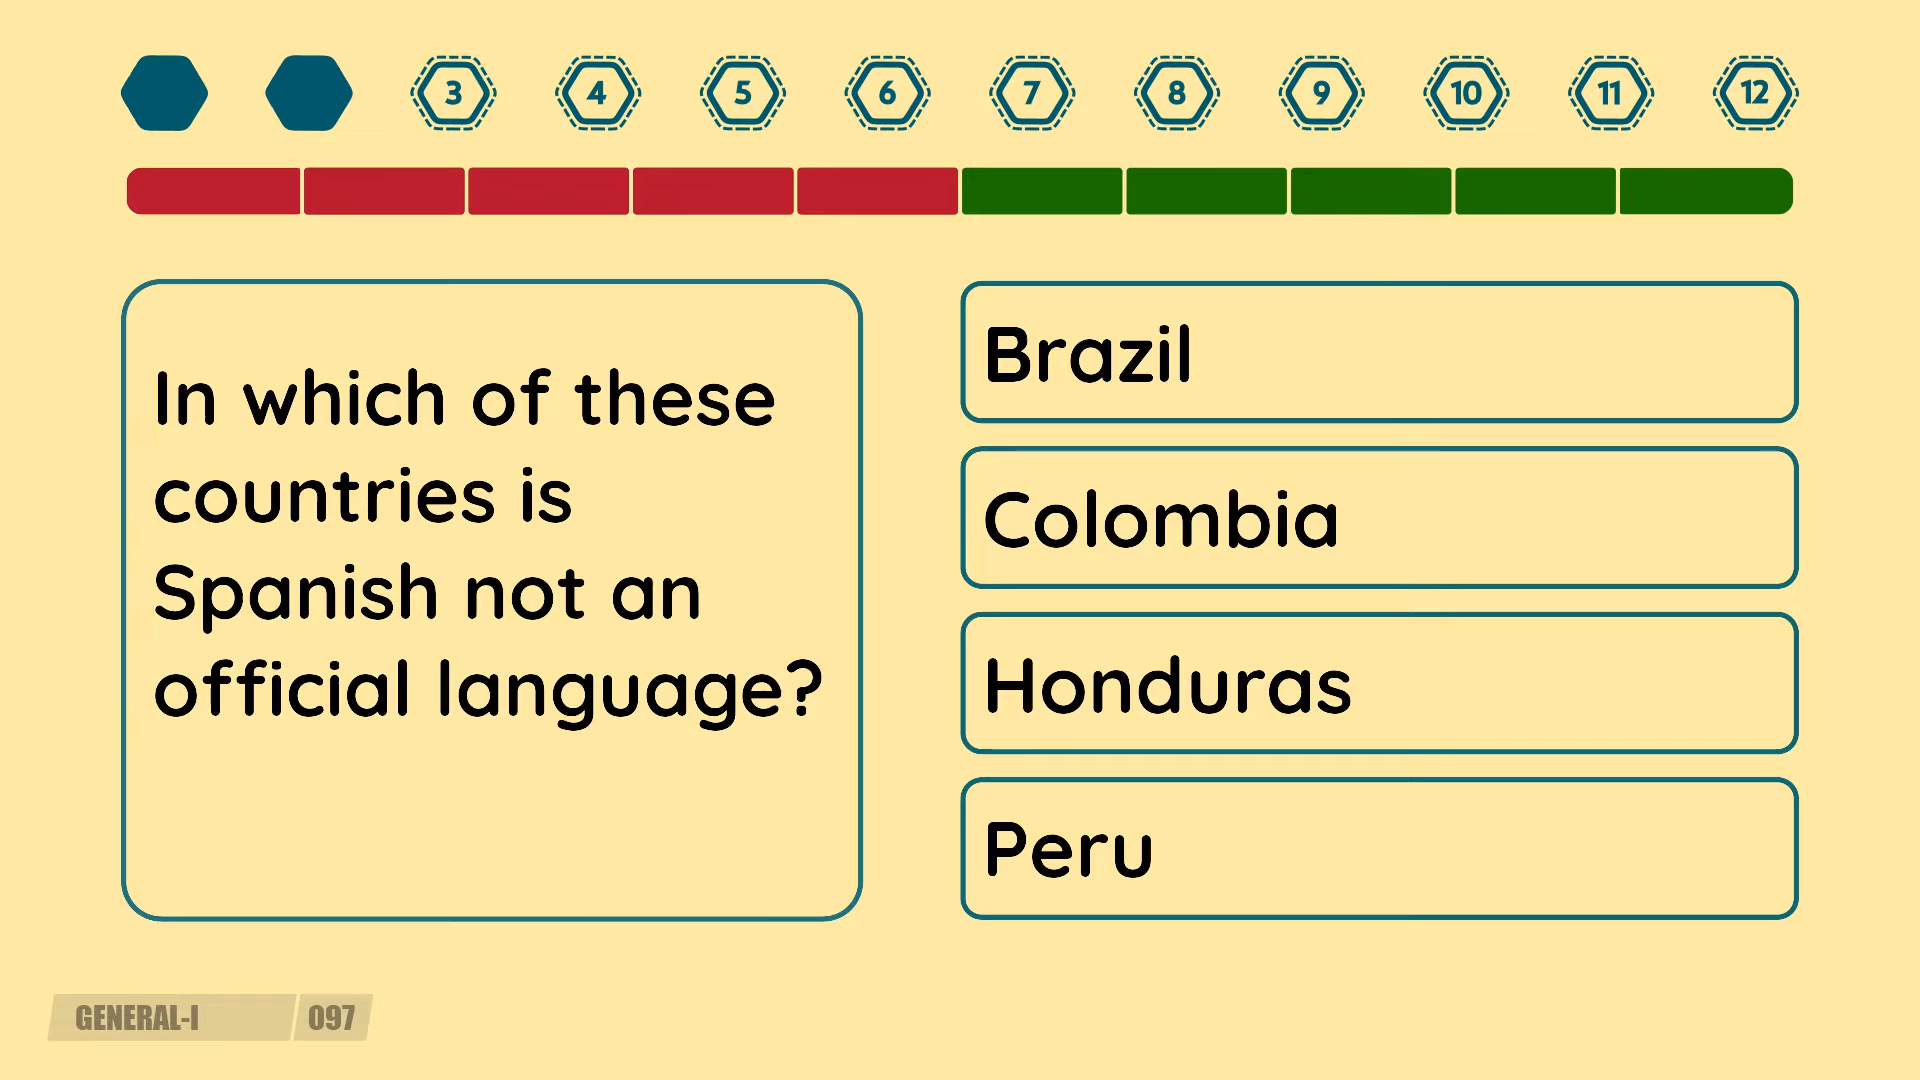 3 4 5 6 7 8 9 10 11 12
In which of these
countries is
Spanish not an
official language?
Brazil
Colombia
Honduras
Peru
GENERAL-I 097